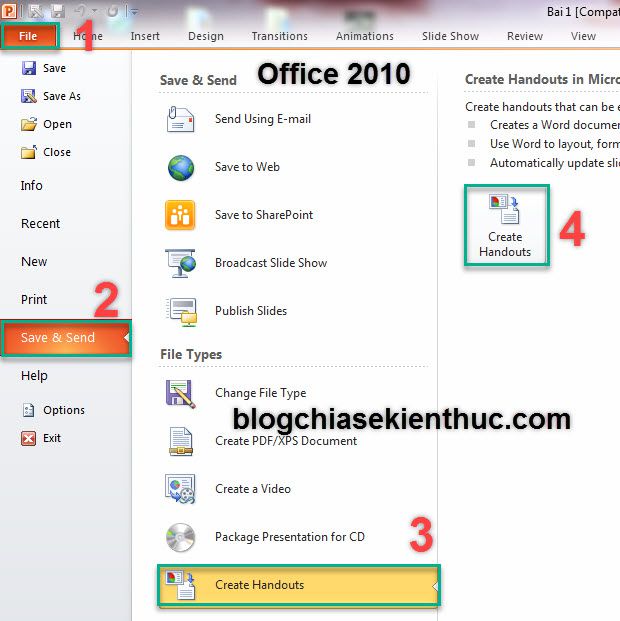 Bai 1 [Compat
1
File
Home
Insert
Design
Transitions
Animations
Slide Show
Review
View
Save
Save As
Open
Close
Info
Recent
New
Print
2
Save & Send
Help
Options
Exit
Save & Send
Office 2010
Send Using E-mail
Save to Web
Save to SharePoint
Broadcast Slide Show
Publish Slides
File Types
Change File Type
blogchiasekienthuc.com
Create PDF/XPS Document
Create a Video
Package Presentation for CD
3
Create Handouts
Create Handouts in Micro
Create handouts that can be e
Creates a Word docume
Use Word to layout, form
Automatically update slid
Create
Handouts
4